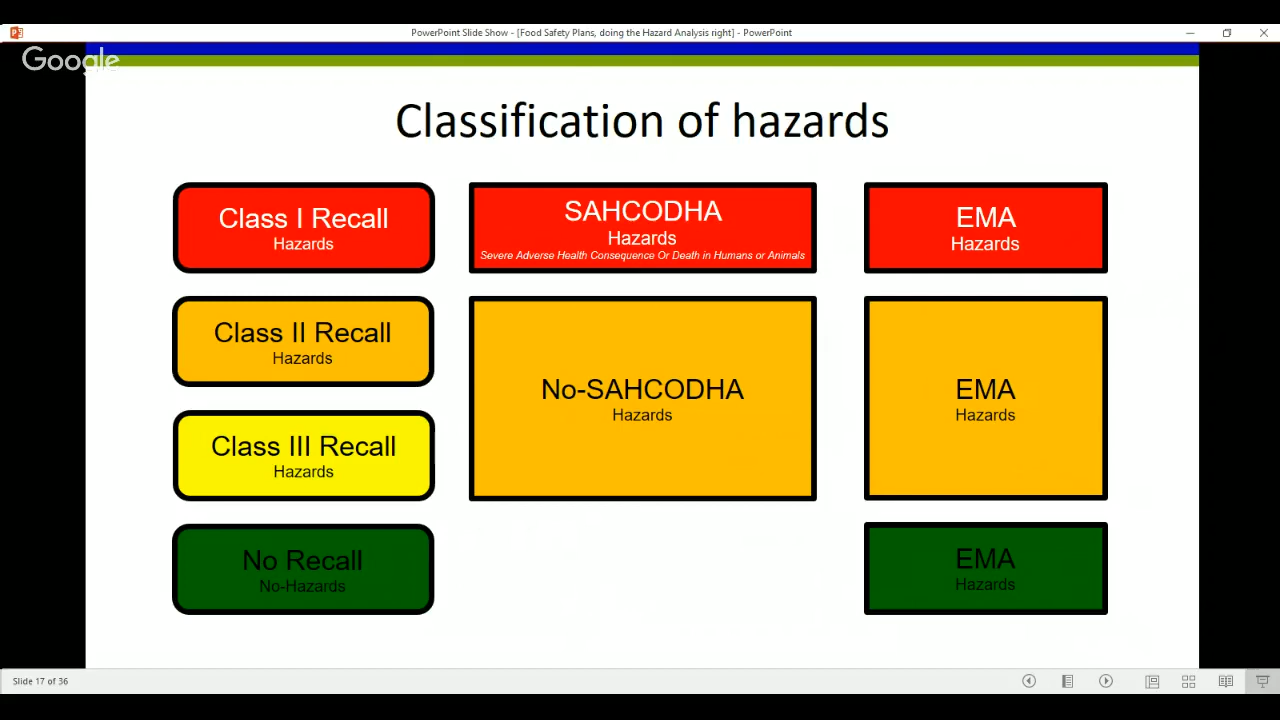 PowerPoint Slide Show - [Food Safety Plans, doing the Hazard Analysis right] - PowerPoint
Google
Classification of hazards
Class I Recall
Hazards
SAHCODHA
Hazards
Severe Adverse Health Consequence Or Death in Humans or Animals
EMA
Hazards
Class II Recall
Hazards
No-SAHCODHA
Hazards
EMA
Hazards
Class III Recall
Hazards
No Recall
No-Hazards
EMA
Hazards
Slide 17 of 36